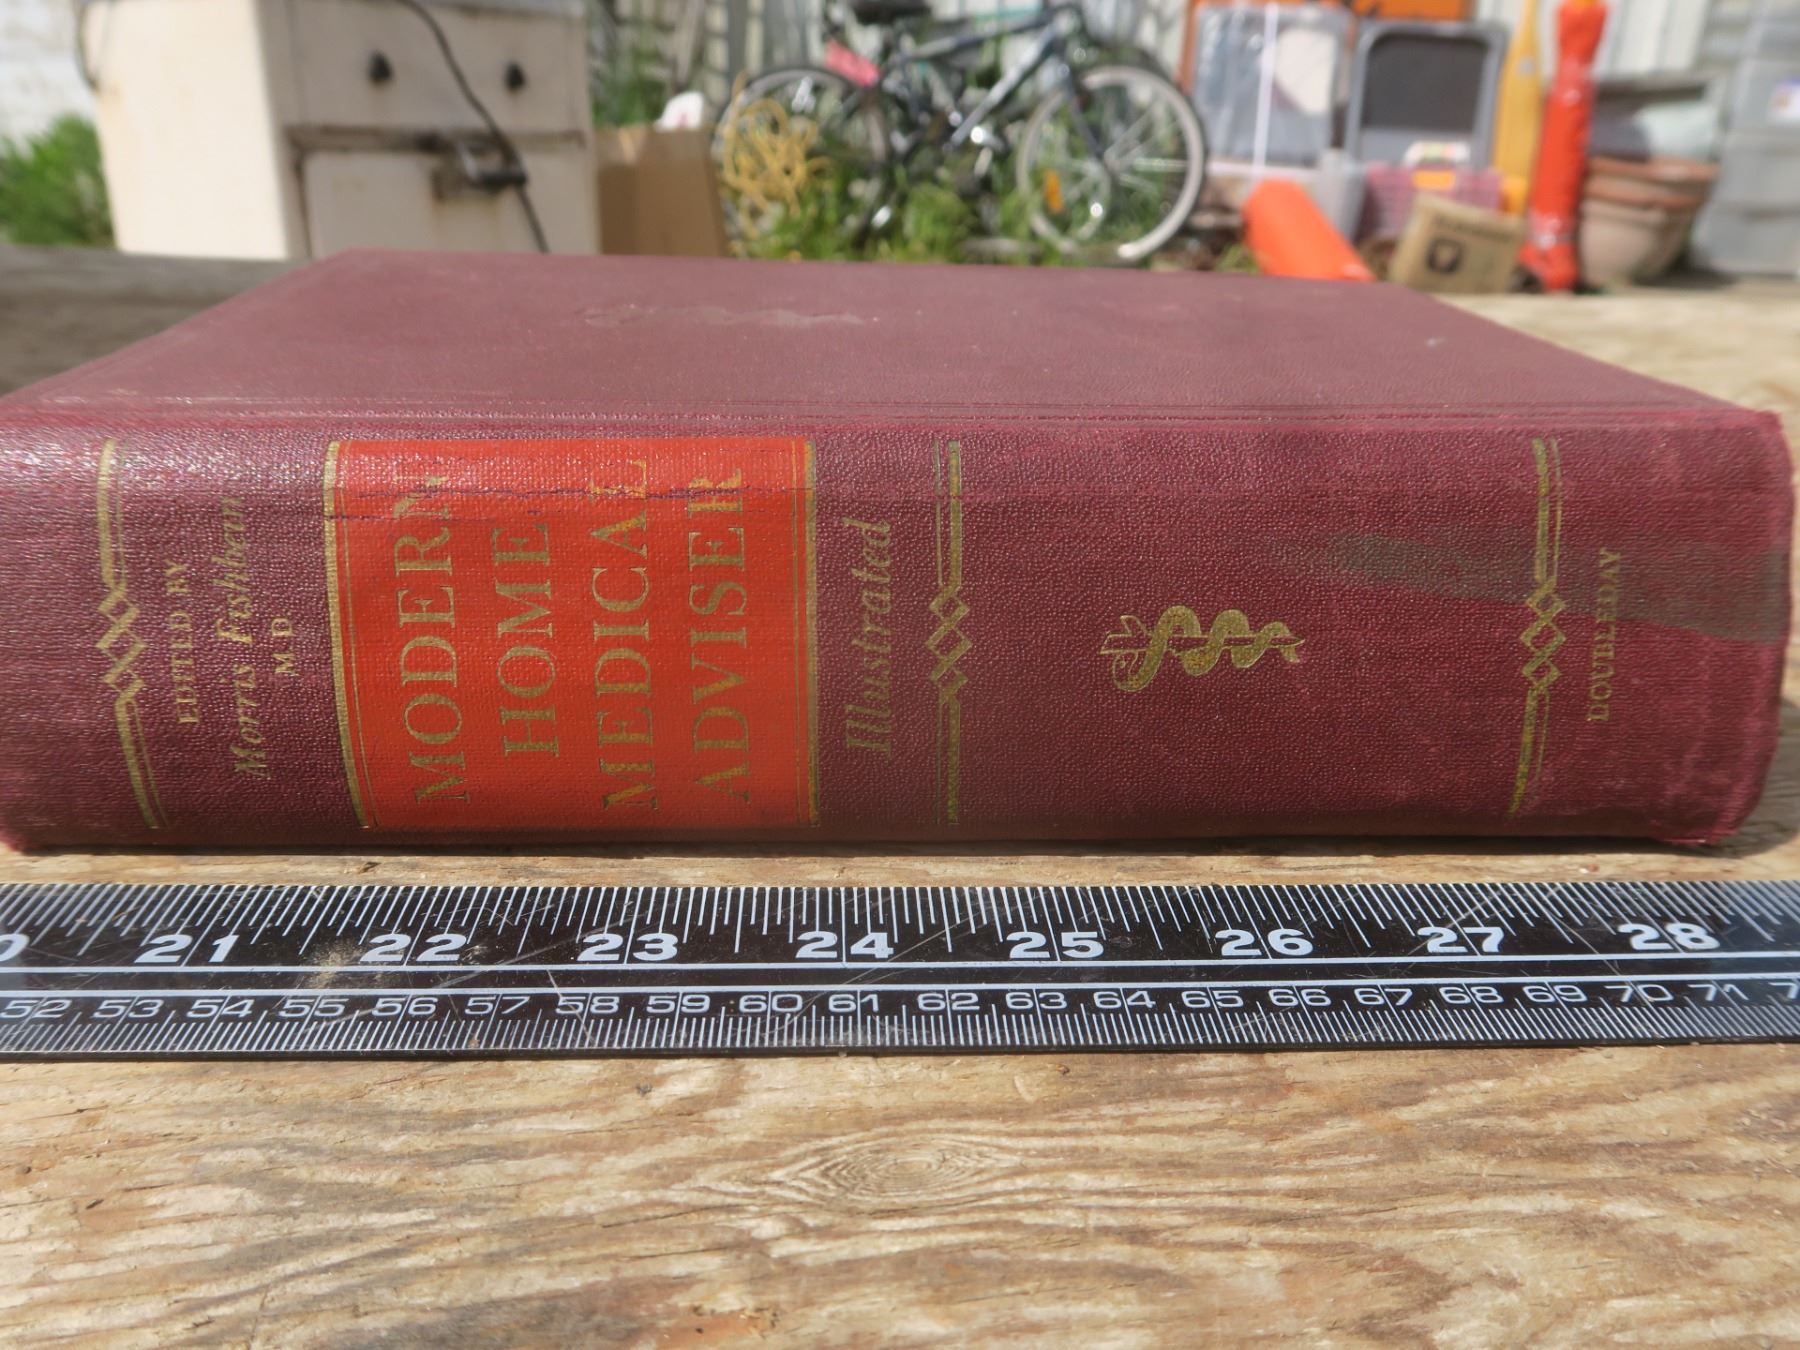 EDITED BY
Morris Fishbein
MD
MODERN
HOME
MEDICAL
ADVISER
Illustrated
DOUBLEDAY
21 22 23 24 25 26 27 28
52 53 54 55 56 57 58 59 60 61 62 63 64 65 66 67 68 69 70 71